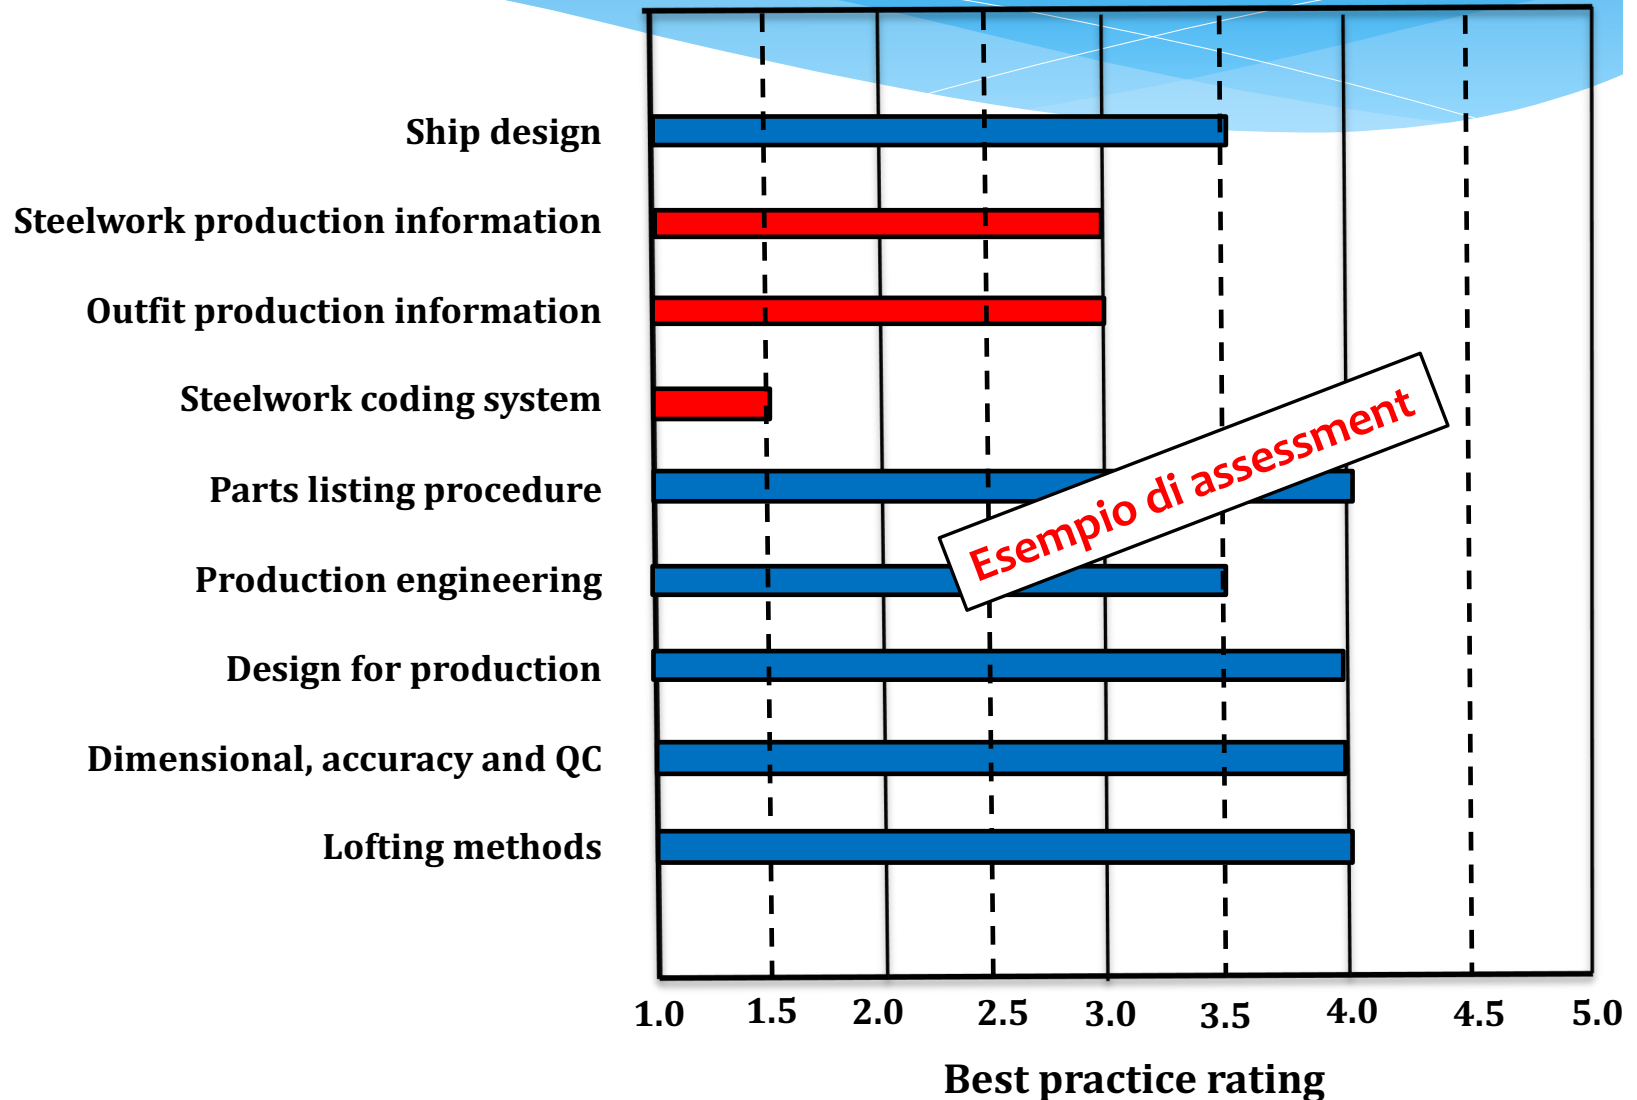 Ship design
Steelwork production information
Outfit production information
Steelwork coding system
Parts listing procedure
Production engineering
Design for production
Dimensional, accuracy and QC
Lofting methods
Esempio di assessment
1.0 1.5 2.0 2.5 3.0 3.5 4.0 4.5 5.0
Best practice rating